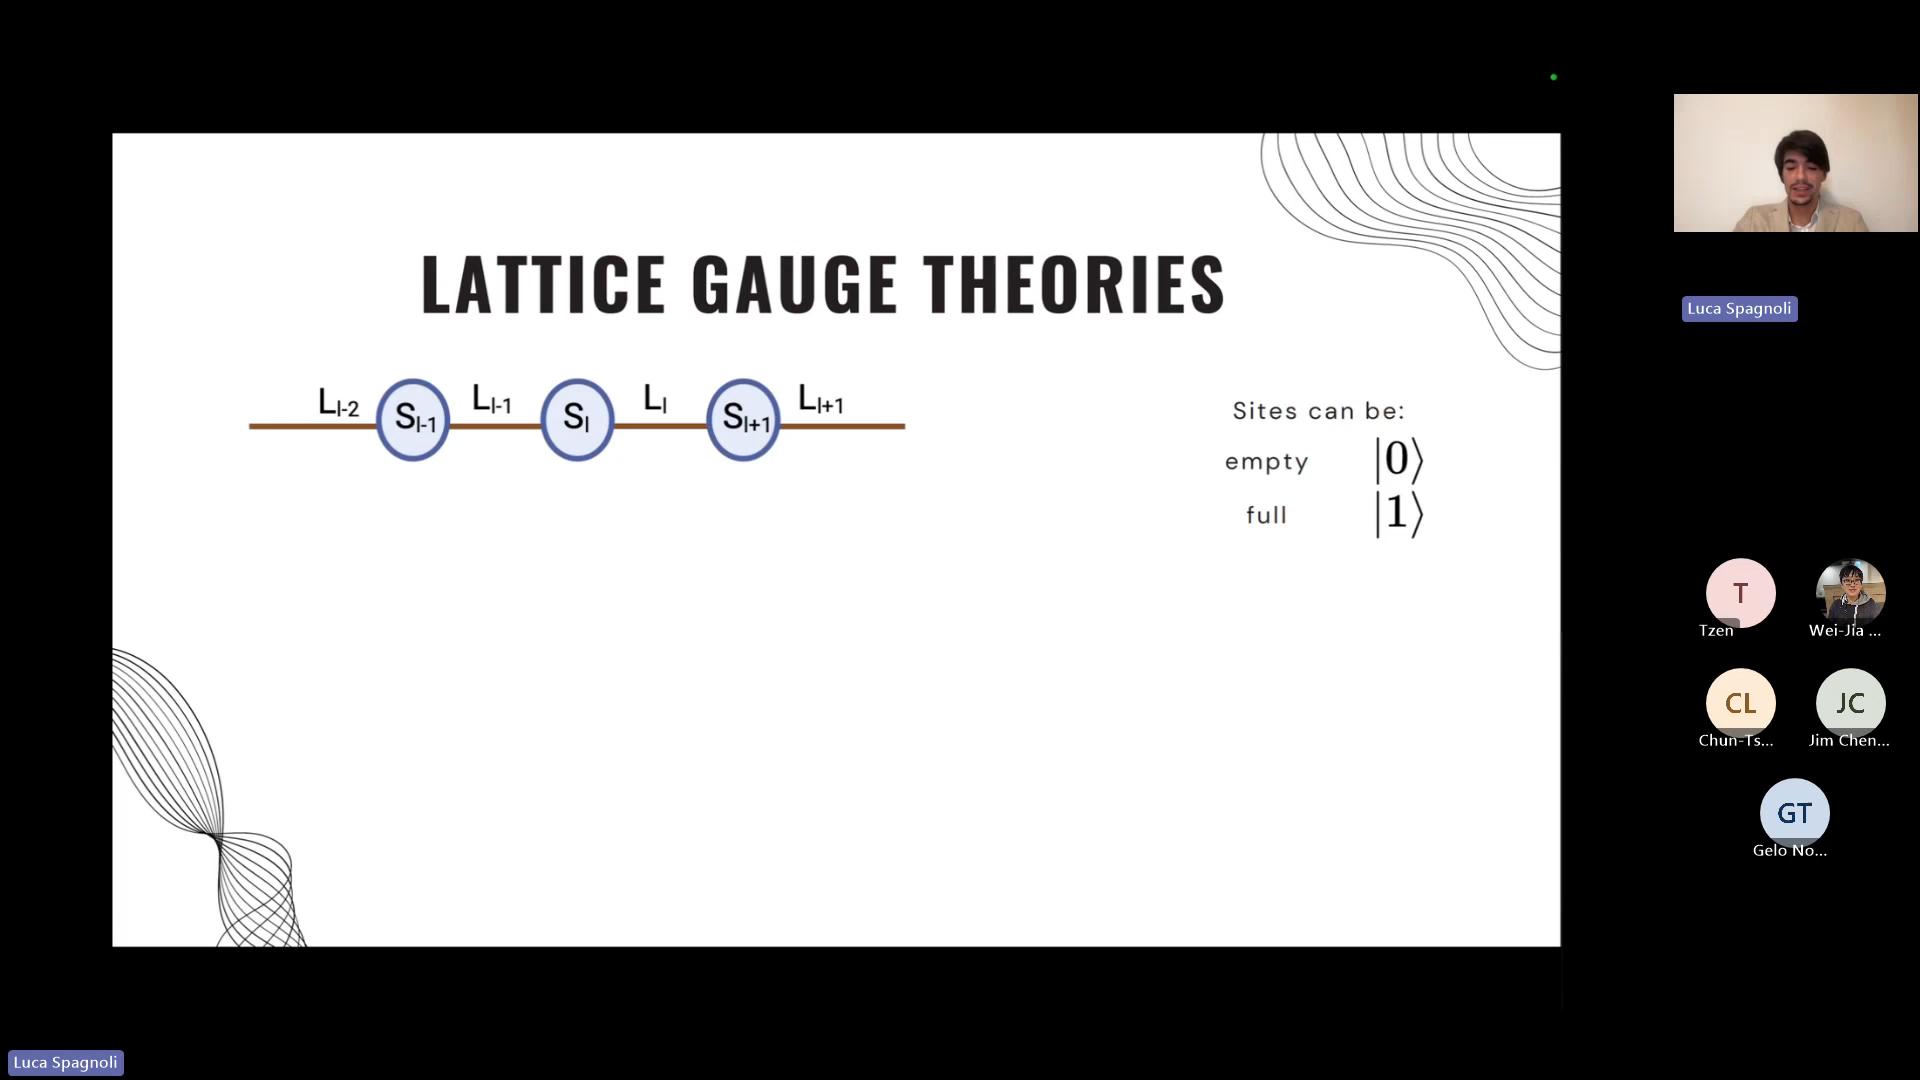 LATTICE GAUGE THEORIES
L_{l-2} S_{l-1} L_{l-1} S_l L_l S_{l+1} L_{l+1}
Sites can be:
empty |0⟩
full |1⟩
Luca Spagnoli
T
Tzen
Wei-Jia ...
CL
Chun-Ts...
JC
Jim Chen...
GT
Gelo No...
Luca Spagnoli